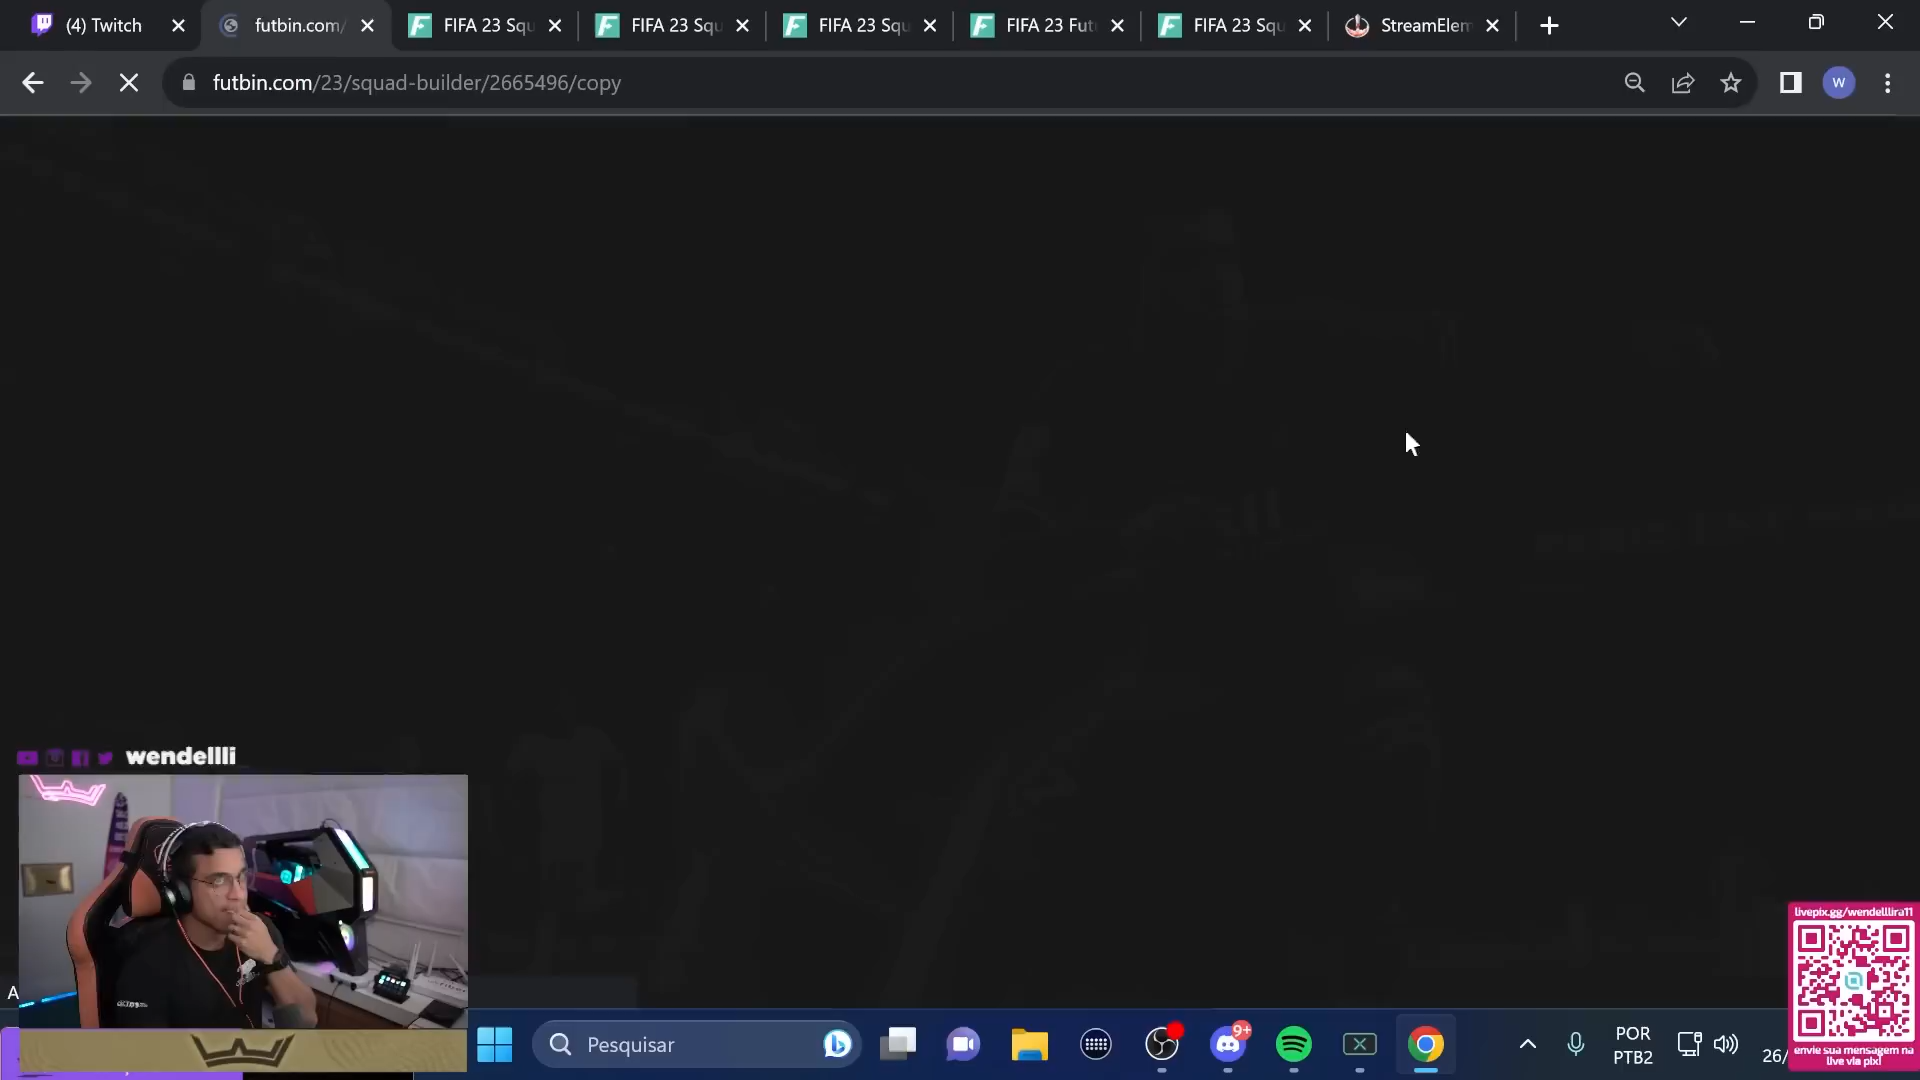 (4) Twitch
futbin.com/
FIFA 23 Squ
FIFA 23 Squ
FIFA 23 Squ
FIFA 23 Fut
FIFA 23 Squ
StreamElem
futbin.com/23/squad-builder/2665496/copy
W
wendellli
A
Pesquisar
9+
POR
PTB2
26/
livepix.gg/wendelllira11
envie sua mensagem na
live via pix!